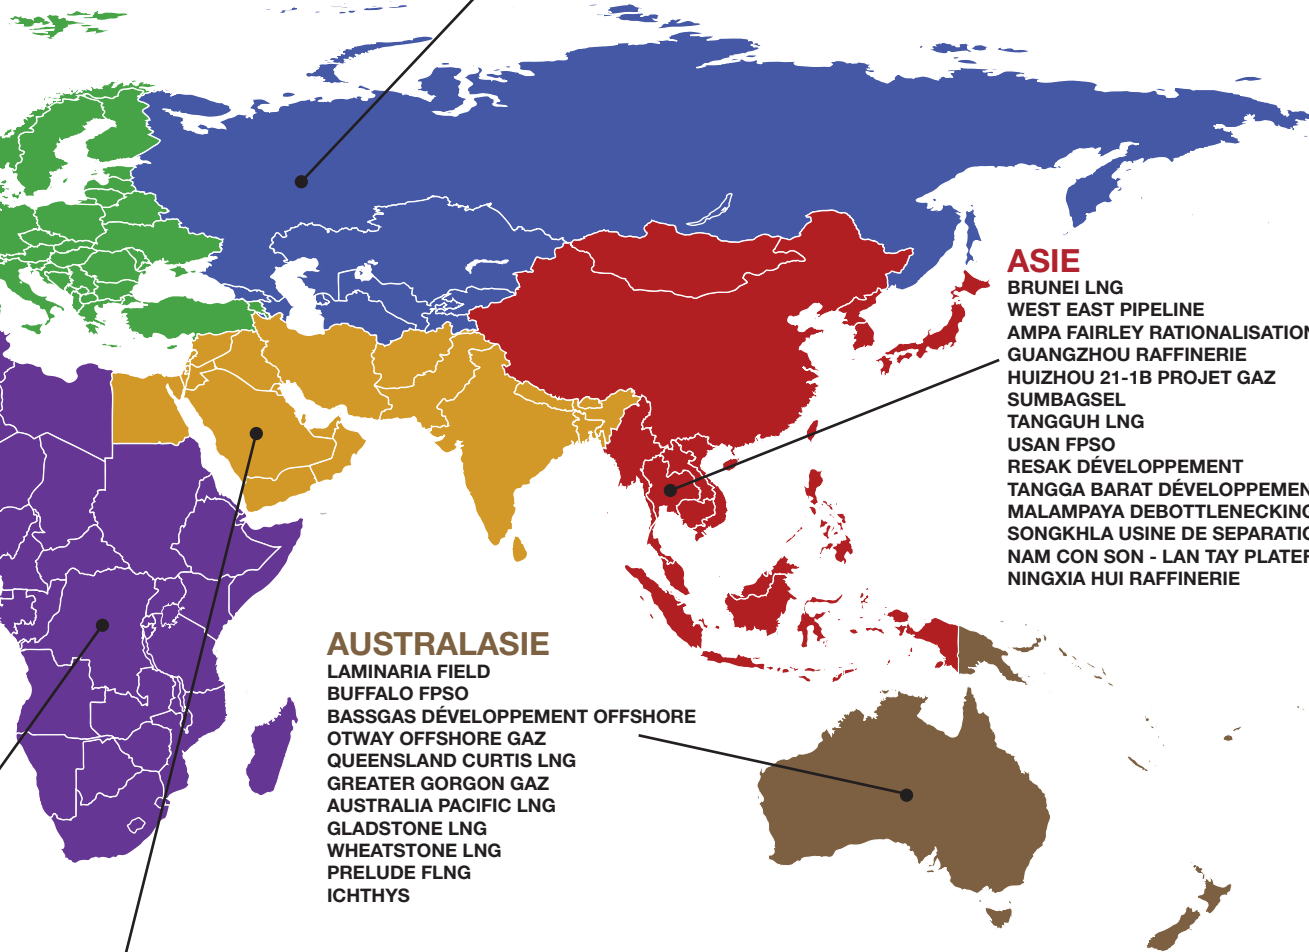 ASIE
BRUNEI LNG
WEST EAST PIPELINE
AMPA FAIRLEY RATIONALISATION
GUANGZHOU RAFFINERIE
HUIZHOU 21-1B PROJET GAZ
SUMBAGSEL
TANGGUH LNG
USAN FPSO
RESAK DÉVELOPPEMENT
TANGGA BARAT DÉVELOPPEMEN
MALAMPAYA DEBOTTLENECKING
SONGKHLA USINE DE SEPARATIO
NAM CON SON - LAN TAY PLATEF
NINGXIA HUI RAFFINERIE
AUSTRALASIE
LAMINARIA FIELD
BUFFALO FPSO
BASSGAS DÉVELOPPEMENT OFFSHORE
OTWAY OFFSHORE GAZ
QUEENSLAND CURTIS LNG
GREATER GORGON GAZ
AUSTRALIA PACIFIC LNG
GLADSTONE LNG
WHEATSTONE LNG
PRELUDE FLNG
ICHTHYS